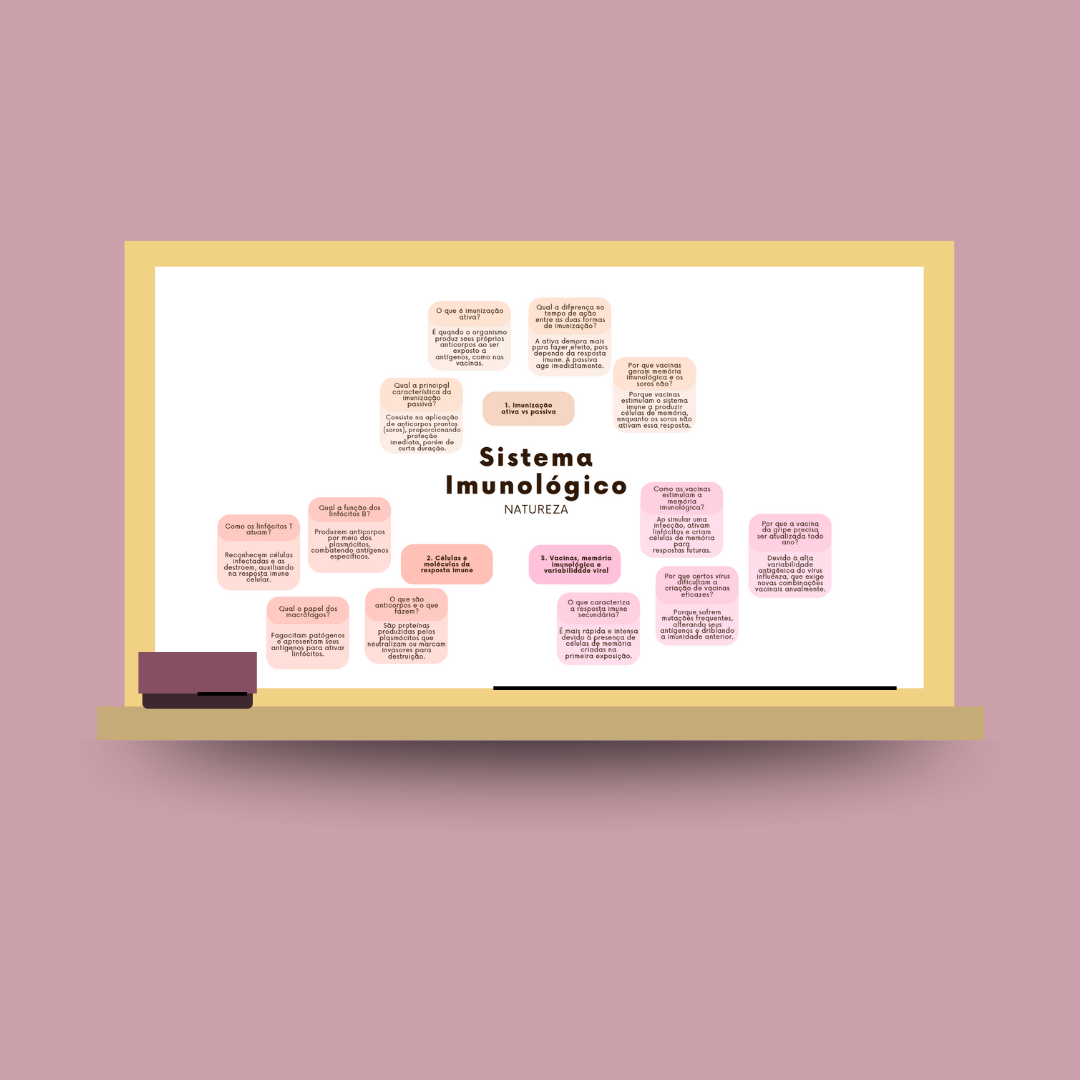 O que é imunização
ativa?
É quando o organismo
produz seus próprios
anticorpos ao ser
exposto a
antígenos, como nas
vacinas.
Qual a diferença no
tempo de ação
entre as duas formas
de imunização?
A ativa demora mais
para fazer efeito, pois
depende da resposta
imune. A passiva
age imediatamente.
Por que vacinas
geram memória
imunológica e os
soros não?
Porque vacinas
estimulam o sistema
imune a produzir
células de memória,
enquanto os soros não
ativam essa resposta.
Qual a principal
característica da
imunização
passiva?
Consiste na aplicação
de anticorpos prontos
(soros), proporcionando
proteção
imediata, porém de
curta duração.
1. Imunização
ativa vs passiva
Sistema
Imunológico
NATUREZA
Qual a função dos
linfócitos B?
Produzem anticorpos
por meio dos
plasmócitos,
combatendo antígenos
específicos.
Como os linfócitos T
atuam?
Reconhecem células
infectadas e as
destroem, auxiliando
na resposta imune
celular.
2. Células e
moléculas da
resposta imune
Qual o papel dos
macrófagos?
Fagocitam patógenos
e apresentam seus
antígenos para ativar
linfócitos.
O que são
anticorpos e o que
fazem?
São proteínas
produzidas pelos
plasmócitos que
neutralizam ou marcam
invasores para
destruição.
Como as vacinas
estimulam a
memória
imunológica?
Ao simular uma
infecção, ativam
linfócitos e criam
células de memória
para
respostas futuras.
Por que a vacina
da gripe precisa
ser atualizada todo
ano?
Devido à alta
variabilidade
antigênica do vírus
influenza, que exige
novas combinações
vacinais anualmente.
3. Vacinas, memória
imunológica e
variabilidade viral
Por que certos vírus
dificultam a
criação de vacinas
eficazes?
Porque sofrem
mutações frequentes,
alterando seus
antígenos e driblando
a imunidade anterior.
O que caracteriza
a resposta imune
secundária?
É mais rápida e intensa
devido à presença de
células de memória
criadas na
primeira exposição.